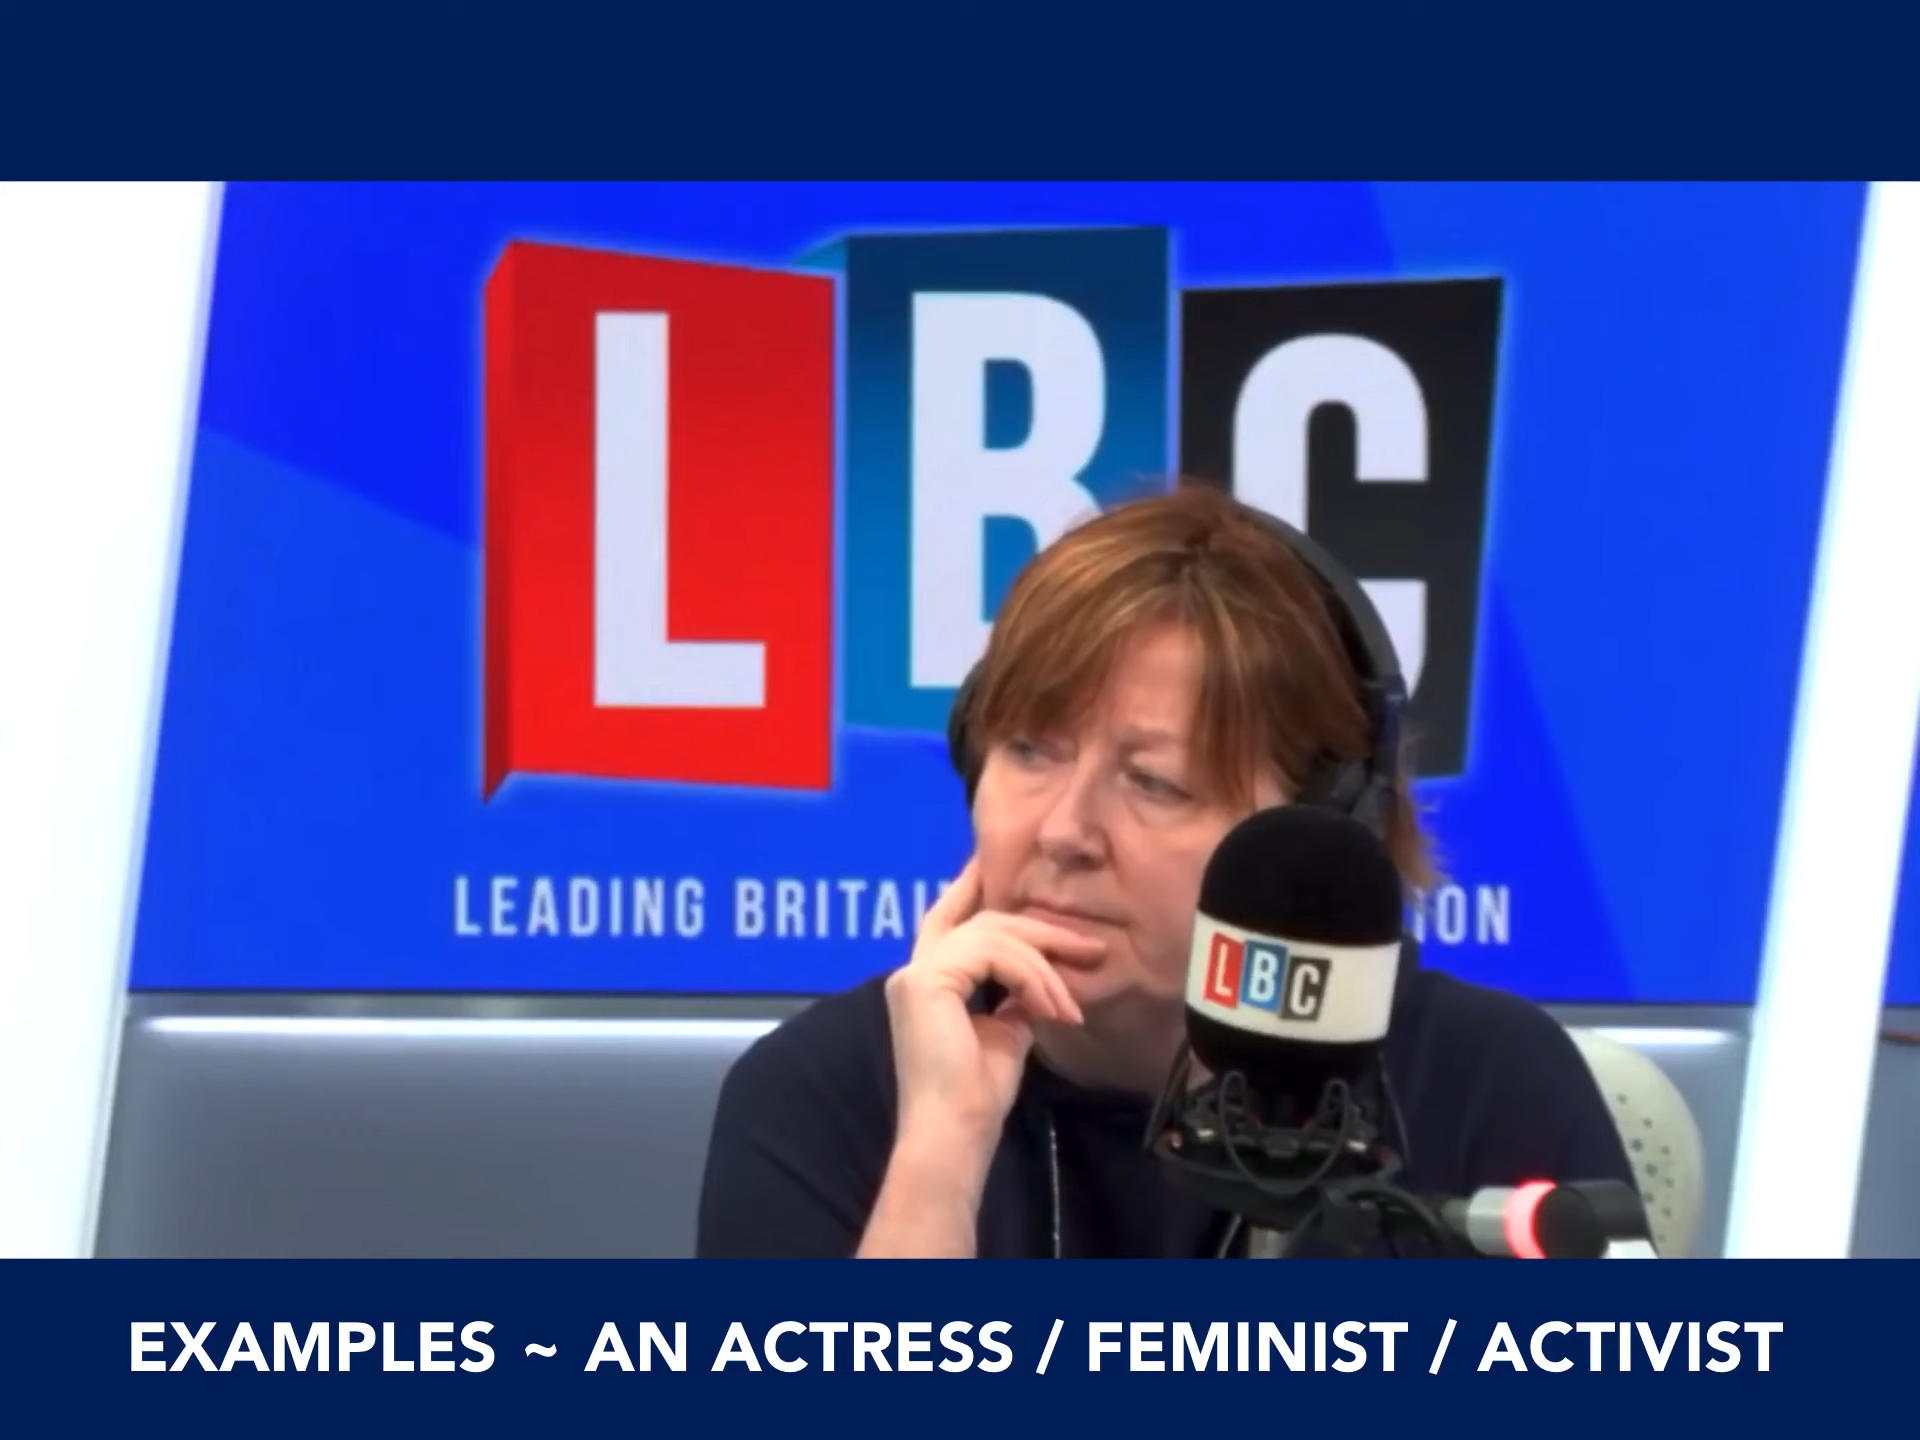 LBC
LEADING BRITAI ION
LBC
EXAMPLES ~ AN ACTRESS / FEMINIST / ACTIVIST